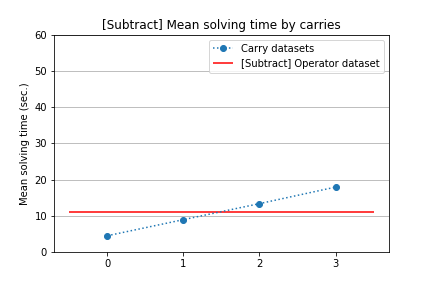 [Subtract] Mean solving time by carries
60
50
40
30
20
10
0
Mean solving time (sec.)
Carry datasets
[Subtract] Operator dataset
0 1 2 3